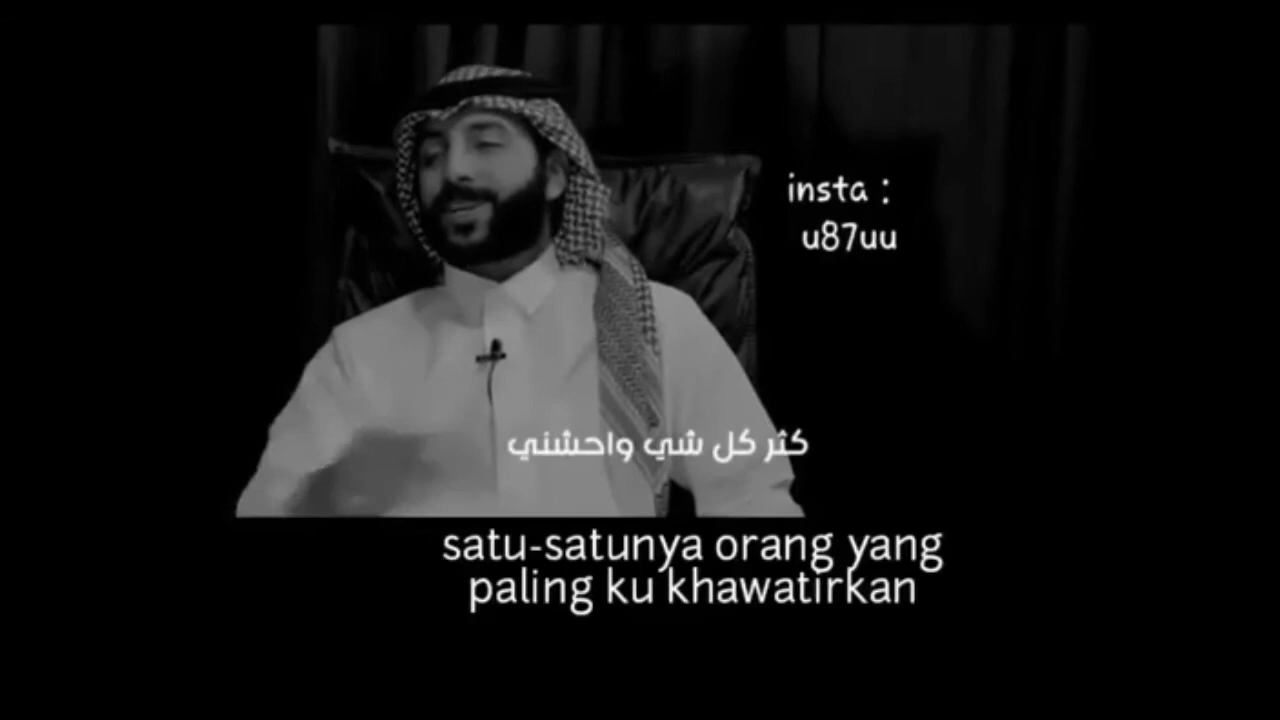 insta :
u87uu
كثر كل شي واحشني
satu-satunya orang yang
paling ku khawatirkan